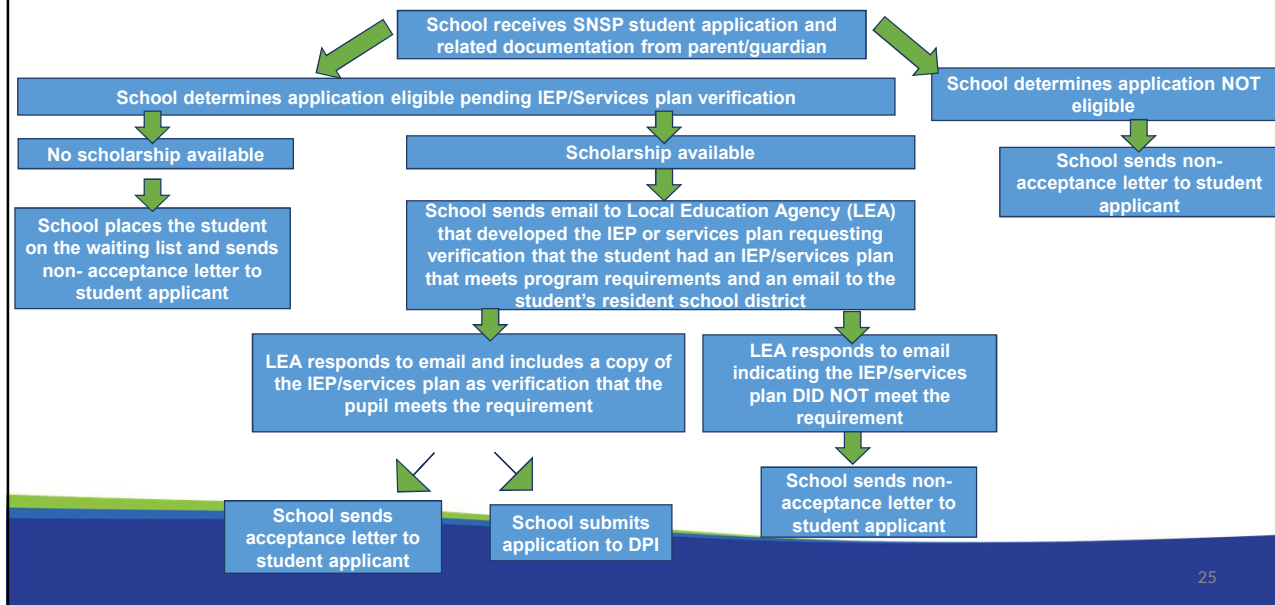 School receives SNSP student application and
related documentation from parent/guardian
School determines application eligible pending IEP/Services plan verification
School determines application NOT
eligible
No scholarship available
Scholarship available
School sends non-
acceptance letter to student
applicant
School places the student
on the waiting list and sends
non- acceptance letter to
student applicant
School sends email to Local Education Agency (LEA)
that developed the IEP or services plan requesting
verification that the student had an IEP/services plan
that meets program requirements and an email to the
student’s resident school district
LEA responds to email and includes a copy of
the IEP/services plan as verification that the
pupil meets the requirement
LEA responds to email
indicating the IEP/services
plan DID NOT meet the
requirement
School sends
acceptance letter to
student applicant
School submits
application to DPI
School sends non-
acceptance letter to
student applicant
25